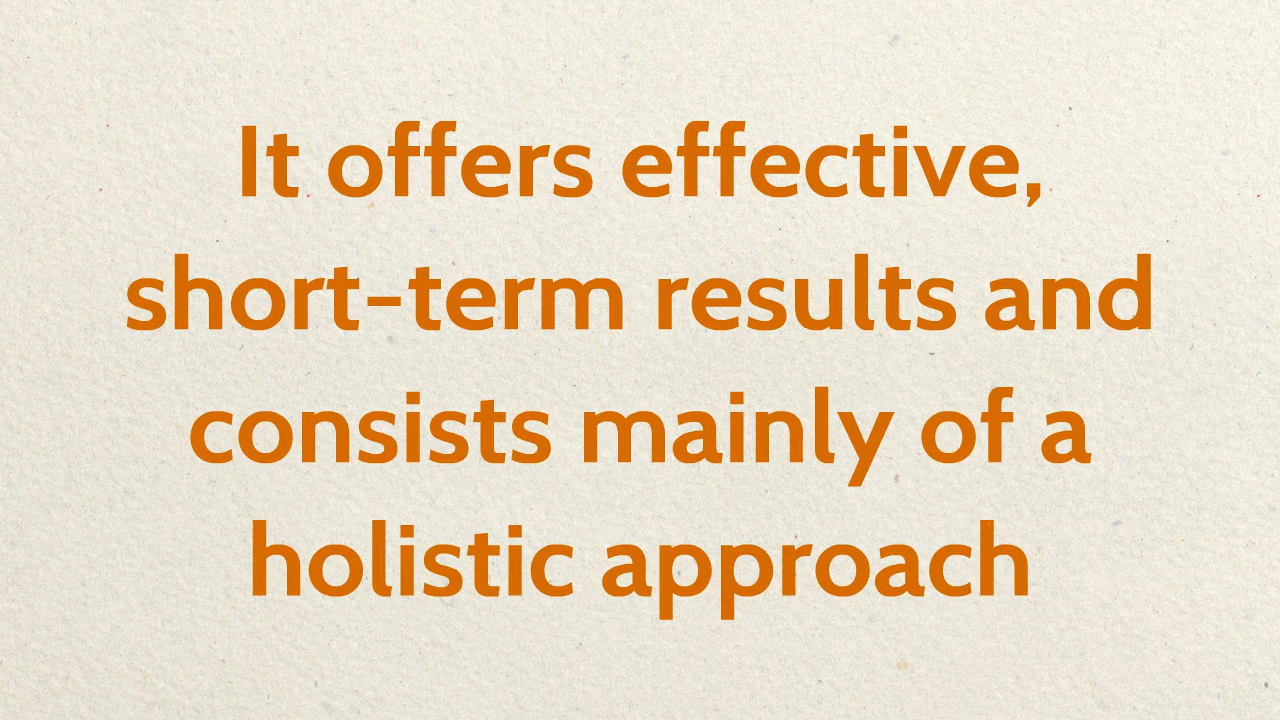 It offers effective,
short-term results and
consists mainly of a
holistic approach